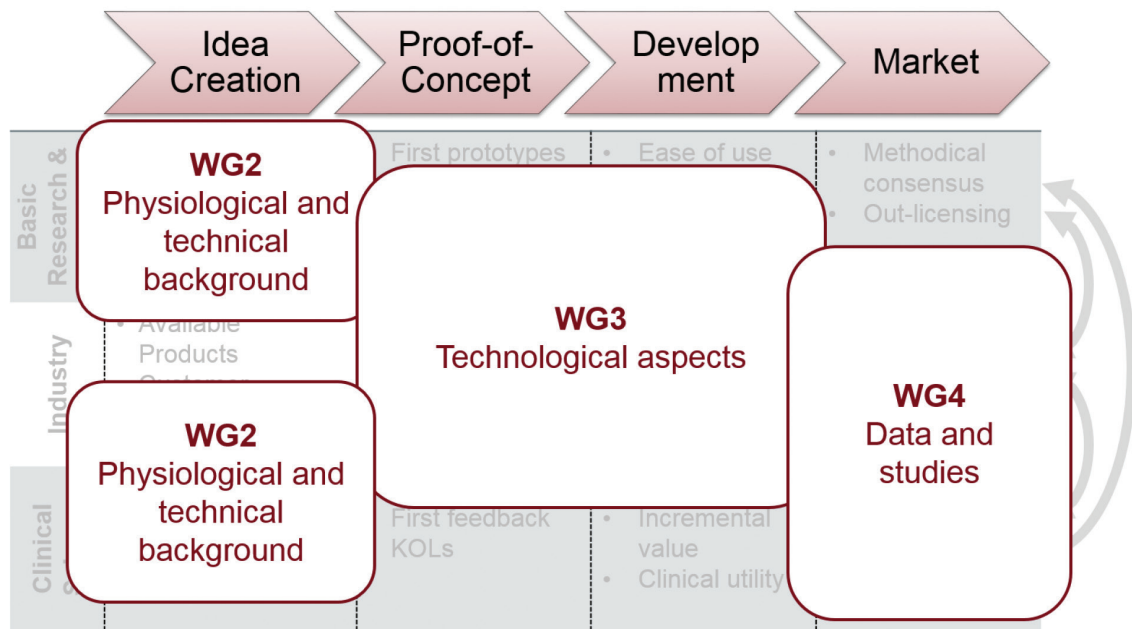 Idea
Creation
Proof-of-
Concept
Develop
ment
Market
Basic
Research &
WG2
Physiological and
technical
background
First prototypes
• Ease of use
• Methodical
consensus
• Out-licensing
WG3
Technological aspects
Industry
• Available
Products
WG2
Physiological and
technical
background
WG4
Data and
studies
Clinical
First feedback
KOLs
• Incremental
value
• Clinical utility